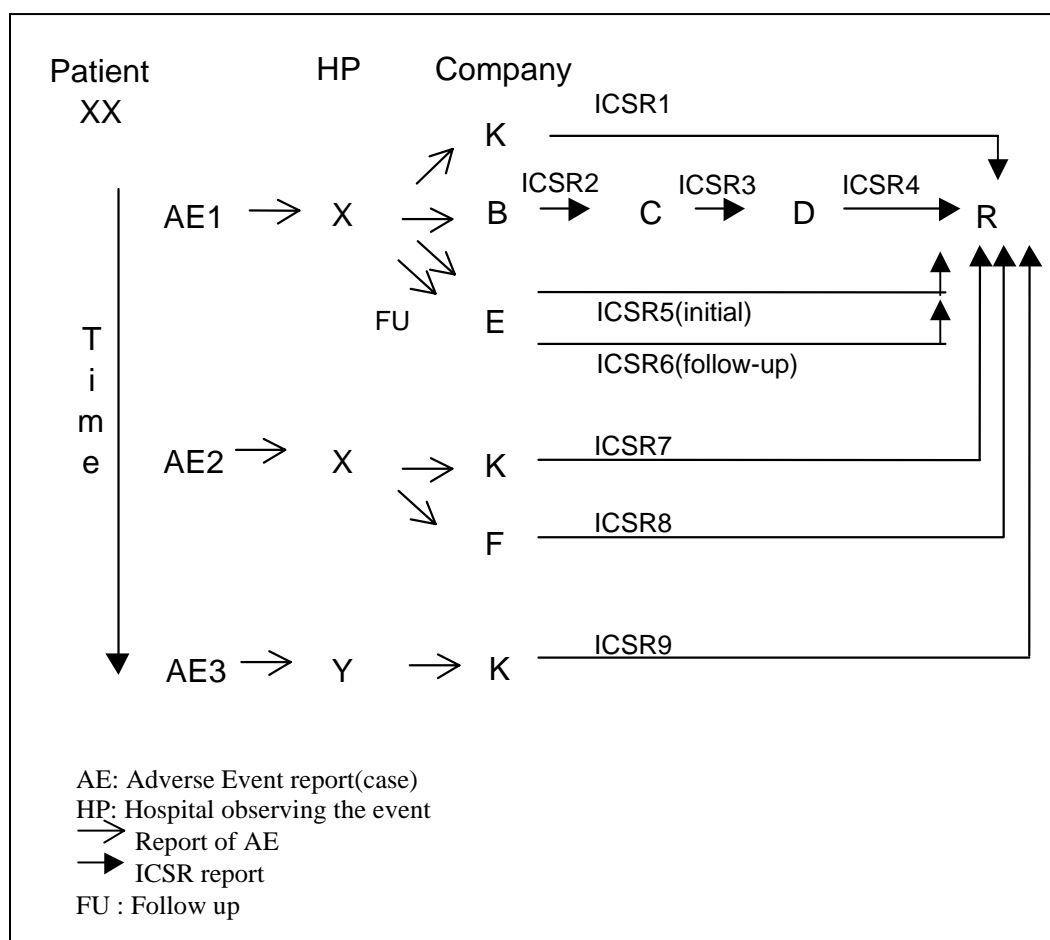 Patient HP Company
XX
ICSR1
K
ICSR2 ICSR3 ICSR4
AE1 X B C D R
FU E
ICSR5(initial)
ICSR6(follow-up)
Time
ICSR7
AE2 X K
ICSR8
F
ICSR9
AE3 Y K
AE: Adverse Event report(case)
HP: Hospital observing the event
Report of AE
ICSR report
FU : Follow up